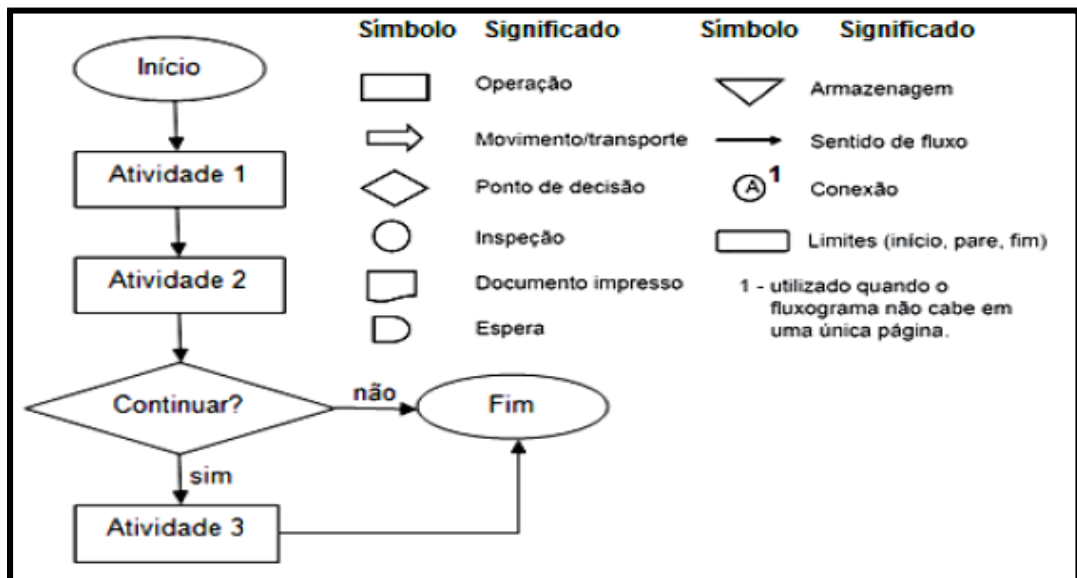 Início
Atividade 1
Atividade 2
Continuar?
não
Fim
sim
Atividade 3
Símbolo Significado
Operação
Movimento/transporte
Ponto de decisão
Inspeção
Documento impresso
Espera
Símbolo Significado
Armazenagem
Sentido de fluxo
A 1 Conexão
Limites (início, pare, fim)
1 - utilizado quando o
fluxograma não cabe em
uma única página.